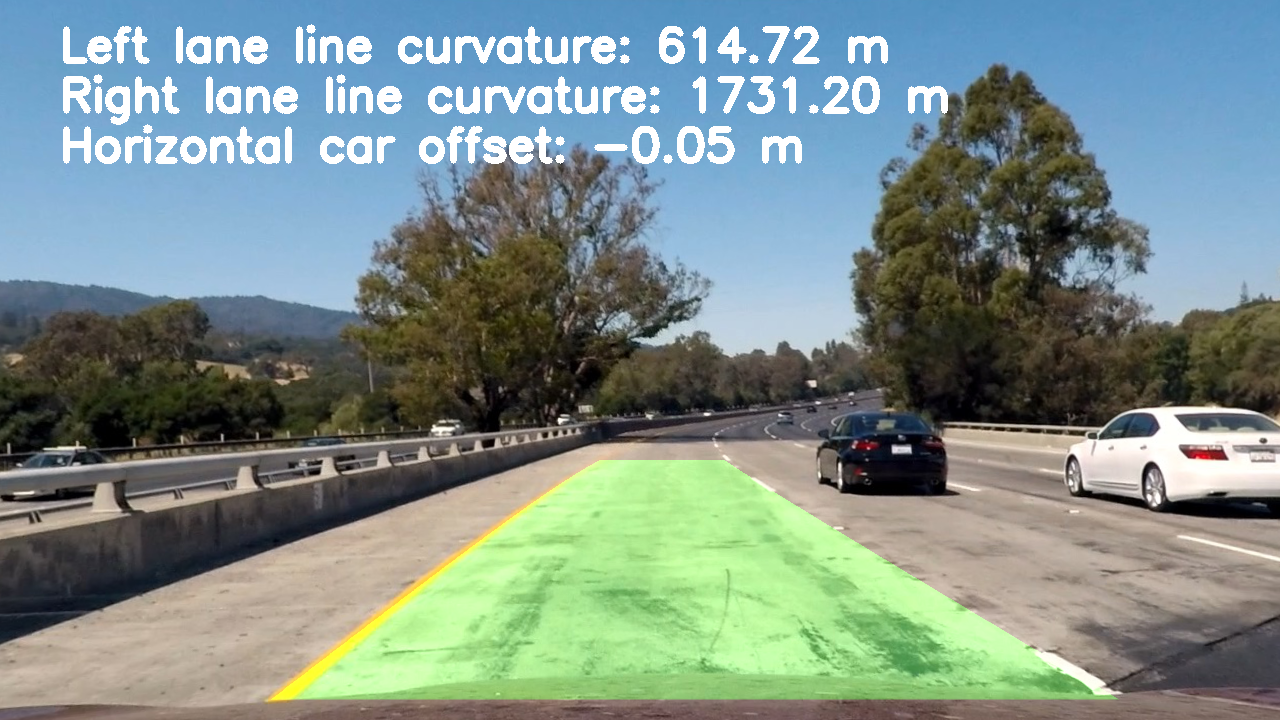 Left lane line curvature: 614.72 m
Right lane line curvature: 1731.20 m
Horizontal car offset: -0.05 m